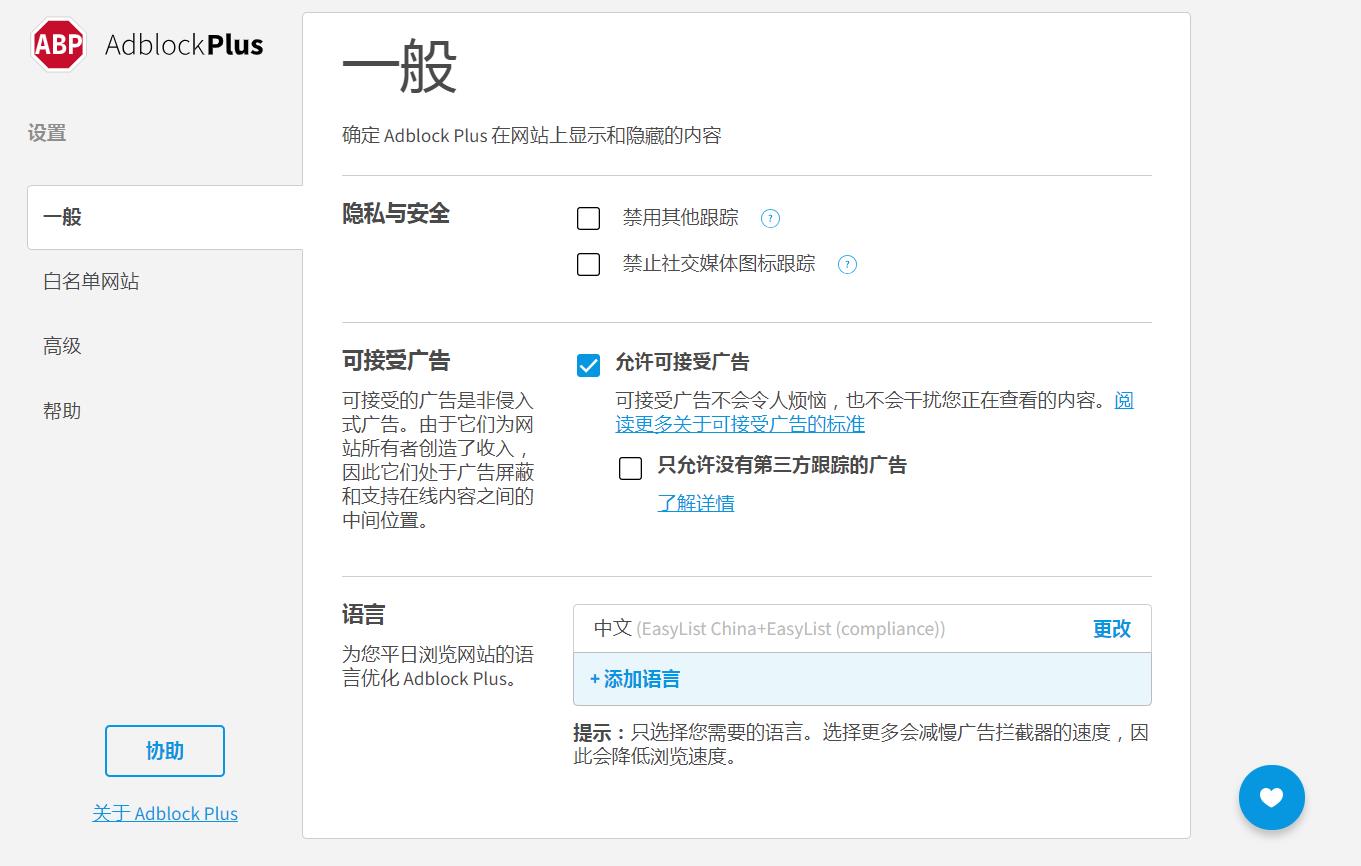 ABP AdblockPlus
设置
一般
白名单网站
高级
帮助
协助
关于 Adblock Plus
一般
确定 Adblock Plus 在网站上显示和隐藏的内容
隐私与安全
禁用其他跟踪 ?
禁止社交媒体图标跟踪 ?
可接受广告
可接受的广告是非侵入
式广告。由于它们为网
站所有者创造了收入，
因此它们处于广告屏蔽
和支持在线内容之间的
中间位置。
允许可接受广告
可接受广告不会令人烦恼，也不会干扰您正在查看的内容。阅
读更多关于可接受广告的标准
只允许没有第三方跟踪的广告
了解详情
语言
为您平日浏览网站的语
言优化 Adblock Plus。
中文 (EasyList China+EasyList (compliance)) 更改
+ 添加语言
提示：只选择您需要的语言。选择更多会减慢广告拦截器的速度，因
此会降低浏览速度。